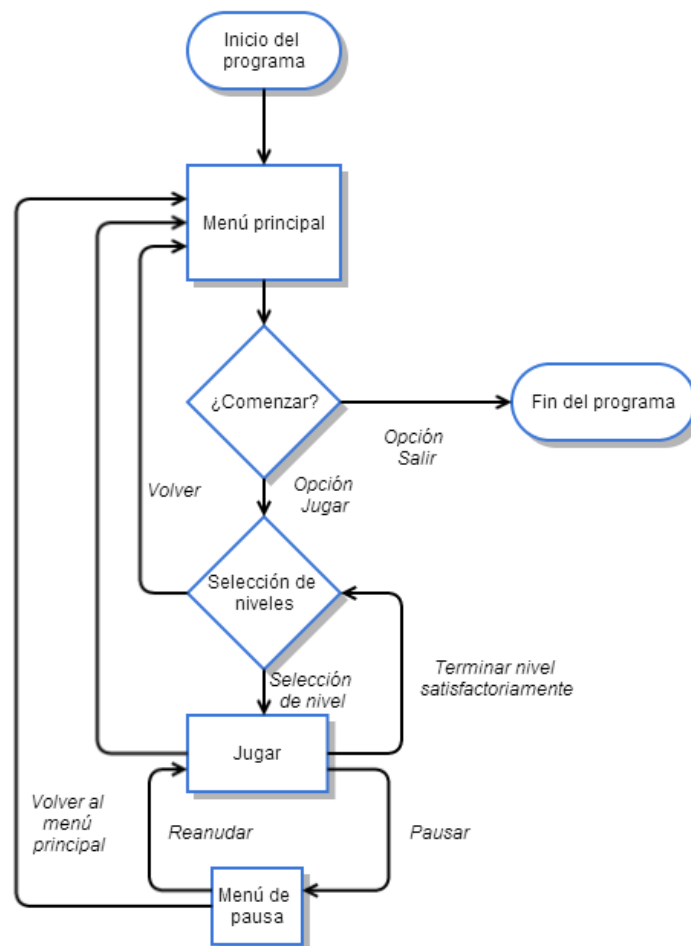 Inicio del
programa
Menú principal
¿Comenzar?
Fin del programa
Opción
Salir
Volver
Opción
Jugar
Selección de
niveles
Selección
de nivel
Terminar nivel
satisfactoriamente
Jugar
Volver al
menú
principal
Reanudar
Pausar
Menú de
pausa